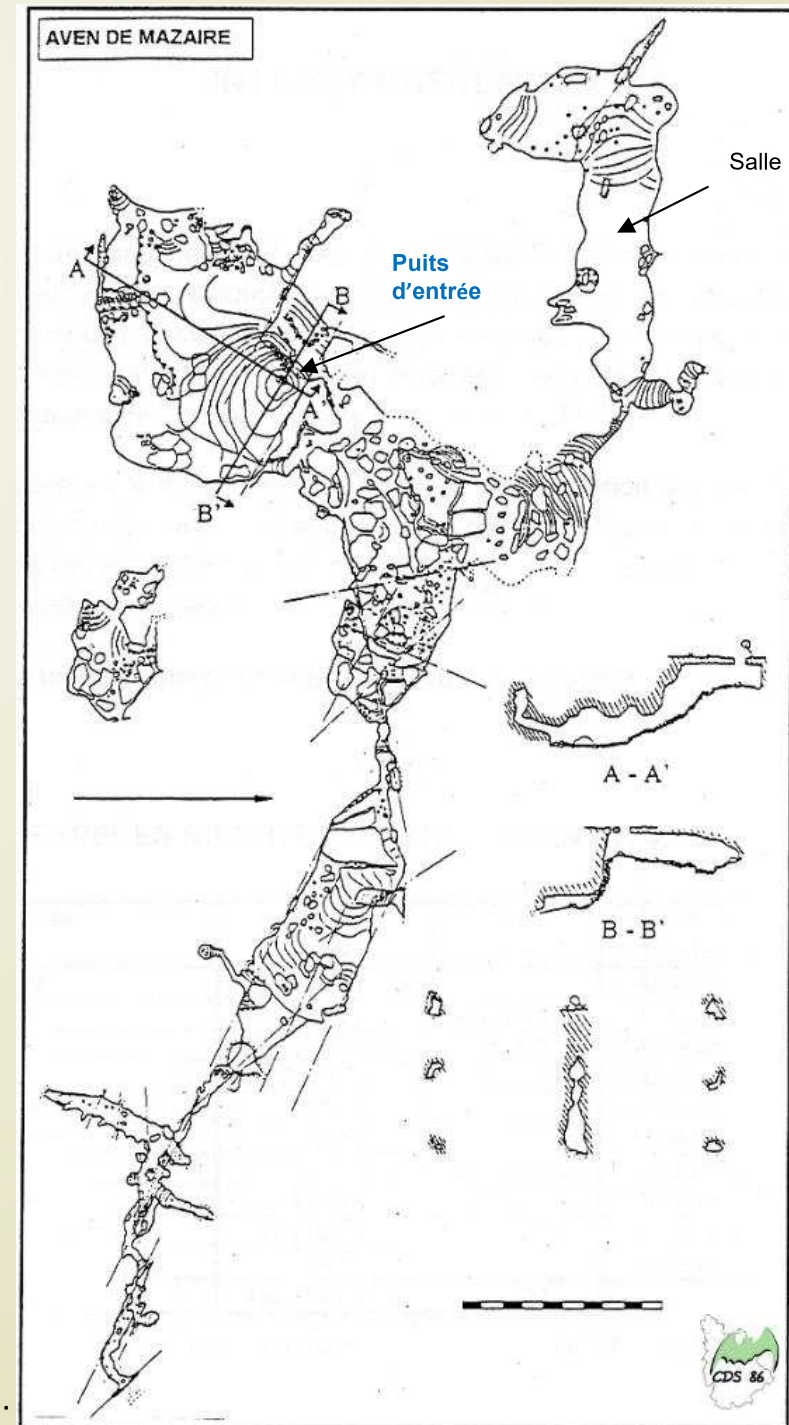 AVEN DE MAZAIRE
Salle
Puits
d'entrée
A
B
A'
B'
A - A'
B - B'
CDS 86